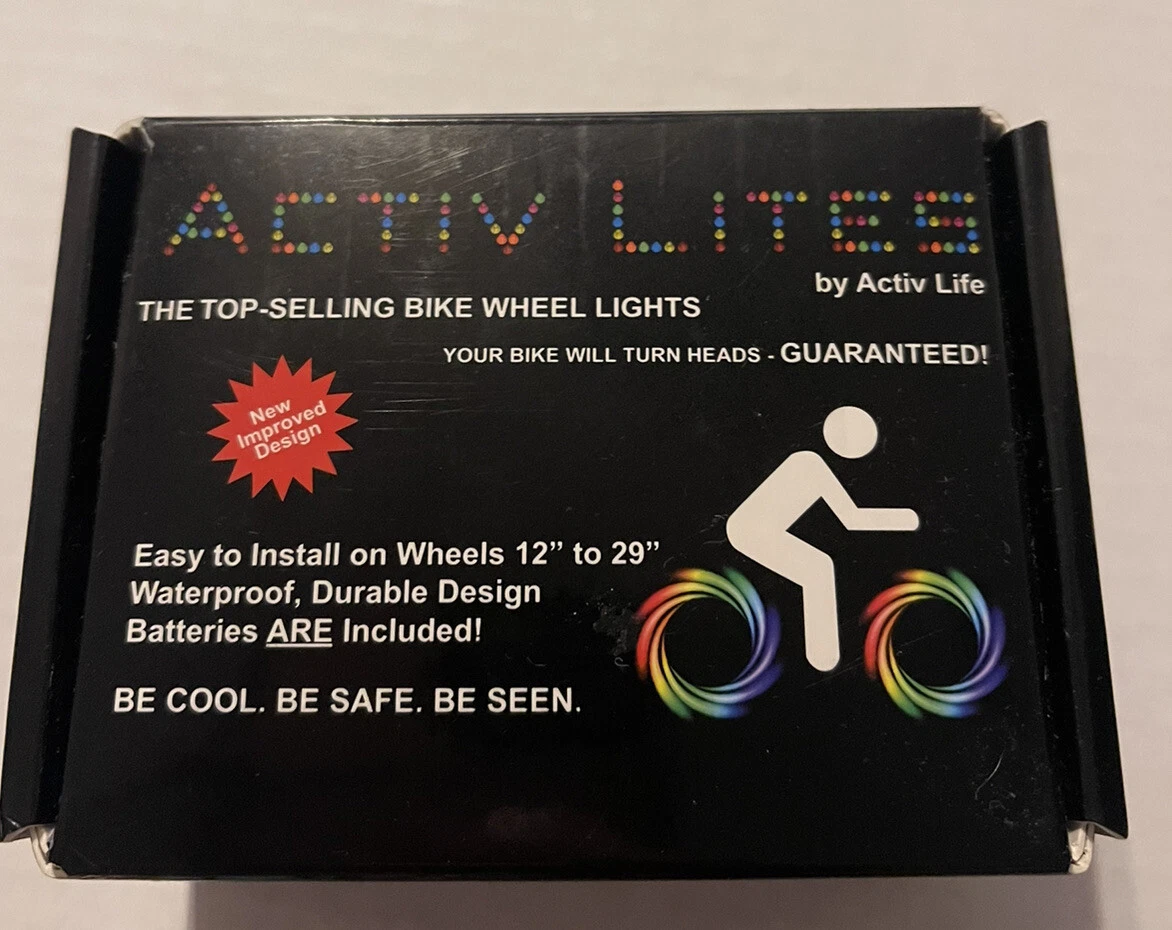 ACTIV LITES
by Activ Life
THE TOP-SELLING BIKE WHEEL LIGHTS
YOUR BIKE WILL TURN HEADS - GUARANTEED!
New
Improved
Design
Easy to Install on Wheels 12” to 29”
Waterproof, Durable Design
Batteries ARE Included!
BE COOL. BE SAFE. BE SEEN.